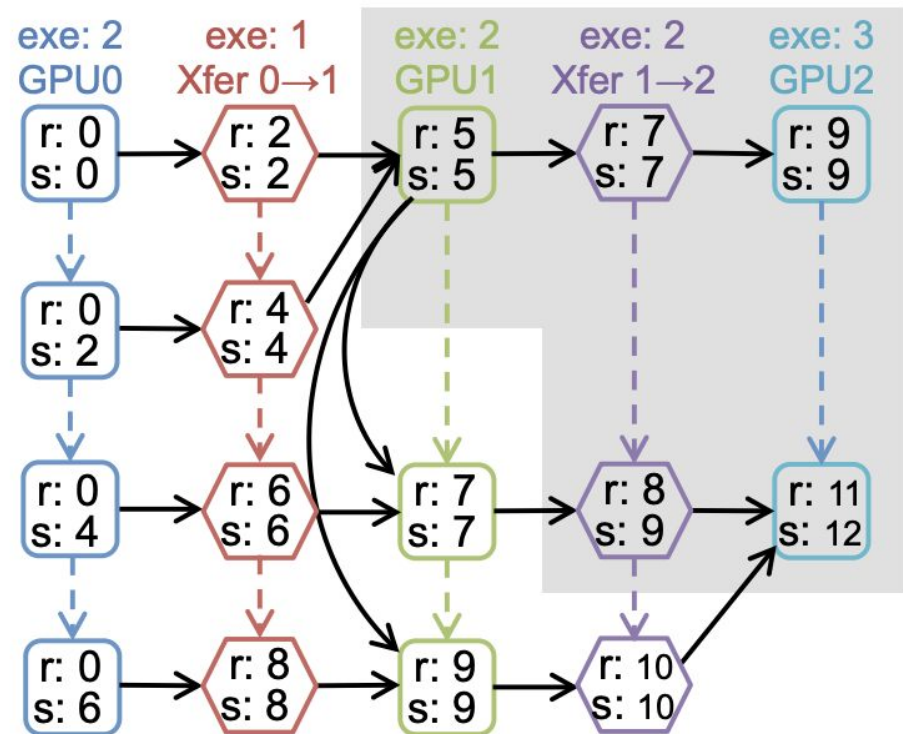 exe: 2
GPU0
exe: 1
Xfer 0→1
exe: 2
GPU1
exe: 2
Xfer 1→2
exe: 3
GPU2
r: 0
s: 0
r: 2
s: 2
r: 5
s: 5
r: 7
s: 7
r: 9
s: 9
r: 0
s: 2
r: 4
s: 4
r: 0
s: 4
r: 6
s: 6
r: 7
s: 7
r: 8
s: 9
r: 11
s: 12
r: 0
s: 6
r: 8
s: 8
r: 9
s: 9
r: 10
s: 10